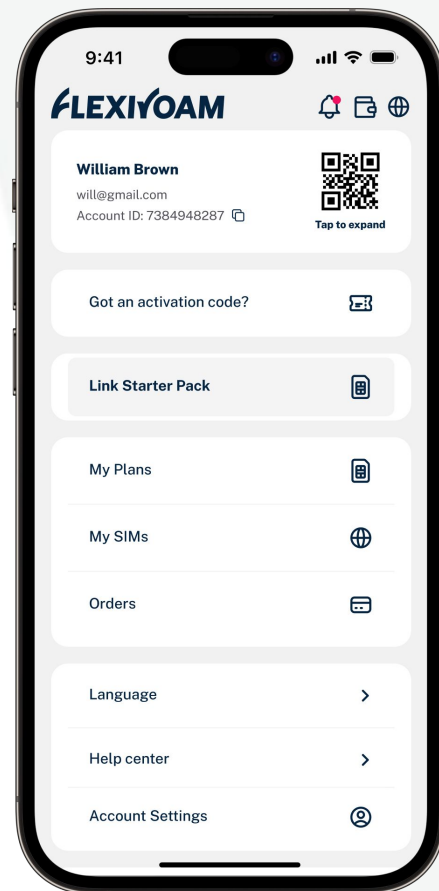 9:41
FLEXIROAM
William Brown
will@gmail.com
Account ID: 7384948287
Tap to expand
Got an activation code?
Link Starter Pack
My Plans
My SIMs
Orders
Language
Help center
Account Settings